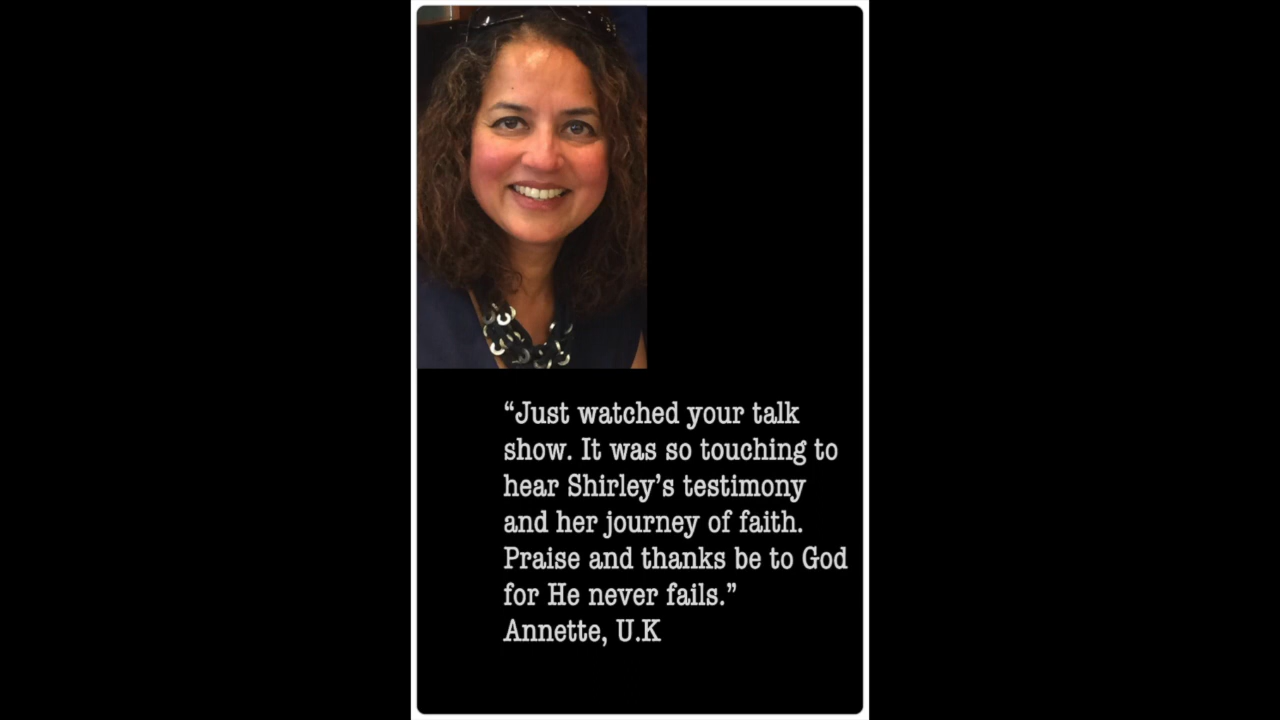 “Just watched your talk
show. It was so touching to
hear Shirley’s testimony
and her journey of faith.
Praise and thanks be to God
for He never fails.”
Annette, U.K